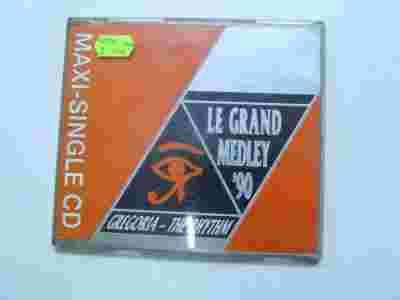 MAXI-SINGLE CD
LE GRAND
MEDLEY
'90
GREGORIA - THE RHYTHM